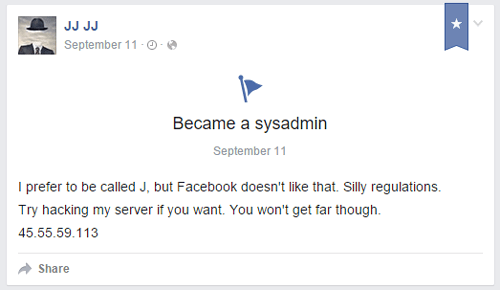 JJ JJ
September 11 · ·
Became a sysadmin
September 11
I prefer to be called J, but Facebook doesn't like that. Silly regulations.
Try hacking my server if you want. You won't get far though.
45.55.59.113
Share